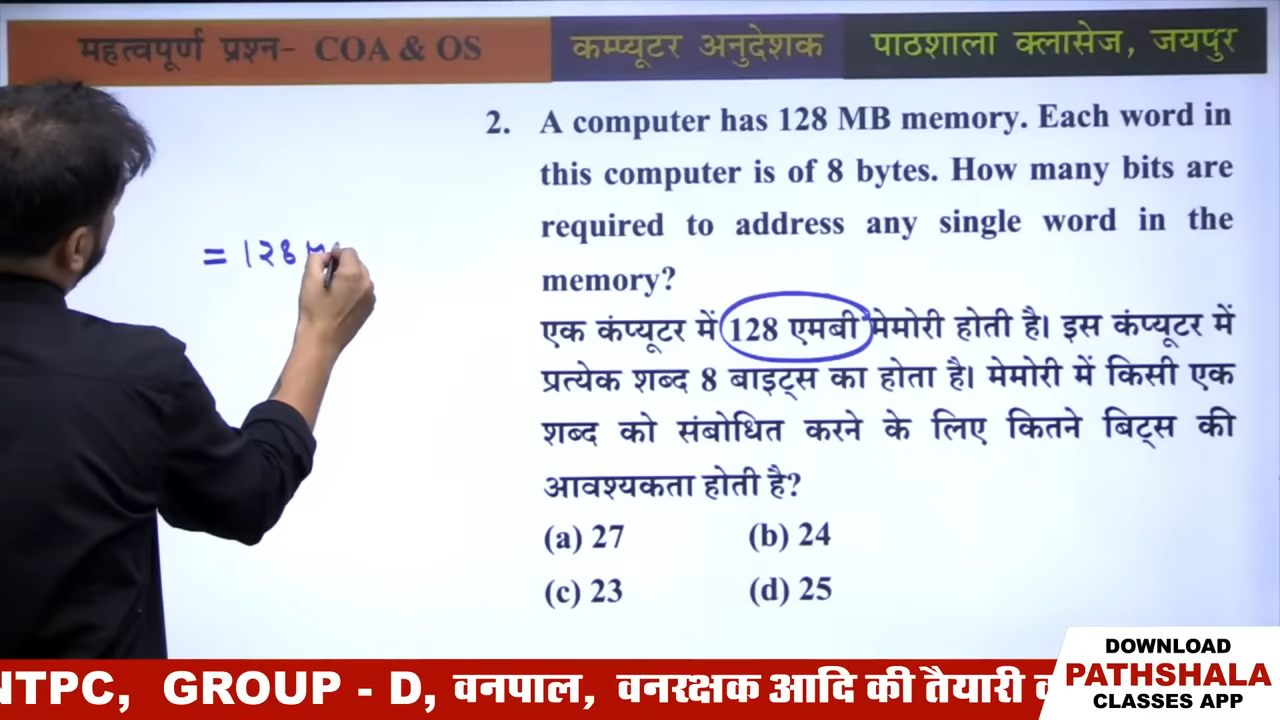 महत्वपूर्ण प्रश्न- COA & OS
कम्प्यूटर अनुदेशक
पाठशाला क्लासेज, जयपुर
2. A computer has 128 MB memory. Each word in
this computer is of 8 bytes. How many bits are
required to address any single word in the
memory?
= 128 M
एक कंप्यूटर में 128 एमबी मेमोरी होती है। इस कंप्यूटर में
प्रत्येक शब्द 8 बाइट्स का होता है। मेमोरी में किसी एक
शब्द को संबोधित करने के लिए कितने बिट्स की
आवश्यकता होती है?
(a) 27 (b) 24
(c) 23 (d) 25
NTPC, GROUP - D, वनपाल, वनरक्षक आदि की तैयारी
DOWNLOAD
PATHSHALA
CLASSES APP